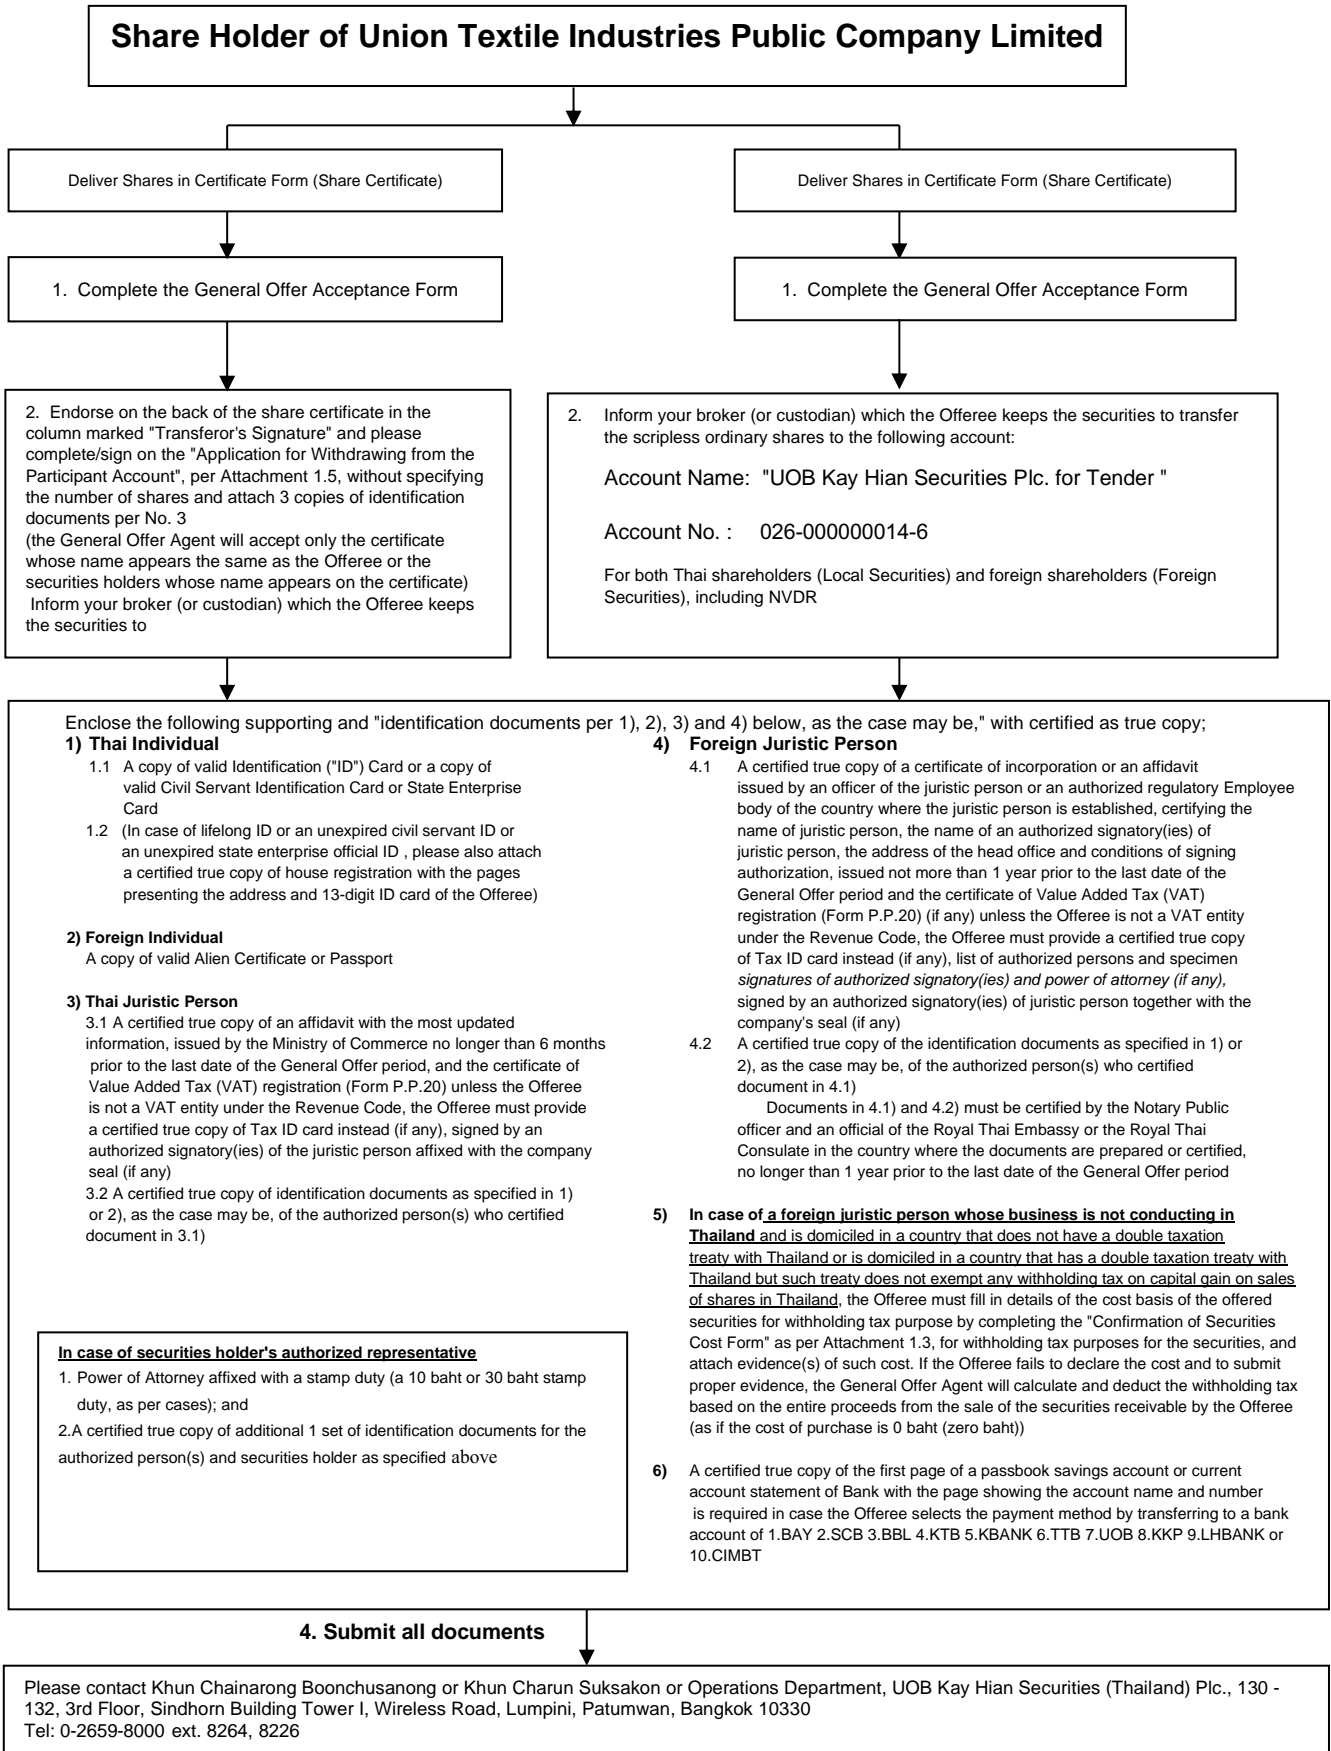 Share Holder of Union Textile Industries Public Company Limited
Deliver Shares in Certificate Form (Share Certificate)
Deliver Shares in Certificate Form (Share Certificate)
1. Complete the General Offer Acceptance Form
1. Complete the General Offer Acceptance Form
2. Endorse on the back of the share certificate in the
column marked "Transferor's Signature" and please
complete/sign on the "Application for Withdrawing from the
Participant Account", per Attachment 1.5, without specifying
the number of shares and attach 3 copies of identification
documents per No. 3
(the General Offer Agent will accept only the certificate
whose name appears the same as the Offeree or the
securities holders whose name appears on the certificate)
Inform your broker (or custodian) which the Offeree keeps
the securities to
2. Inform your broker (or custodian) which the Offeree keeps the securities to transfer
the scripless ordinary shares to the following account:
Account Name: "UOB Kay Hian Securities Plc. for Tender "
Account No. : 026-000000014-6
For both Thai shareholders (Local Securities) and foreign shareholders (Foreign
Securities), including NVDR
Enclose the following supporting and "identification documents per 1), 2), 3) and 4) below, as the case may be," with certified as true copy;
1) Thai Individual
1.1 A copy of valid Identification ("ID") Card or a copy of
valid Civil Servant Identification Card or State Enterprise
Card
1.2 (In case of lifelong ID or an unexpired civil servant ID or
an unexpired state enterprise official ID , please also attach
a certified true copy of house registration with the pages
presenting the address and 13-digit ID card of the Offeree)
2) Foreign Individual
A copy of valid Alien Certificate or Passport
3) Thai Juristic Person
3.1 A certified true copy of an affidavit with the most updated
information, issued by the Ministry of Commerce no longer than 6 months
prior to the last date of the General Offer period, and the certificate of
Value Added Tax (VAT) registration (Form P.P.20) unless the Offeree
is not a VAT entity under the Revenue Code, the Offeree must provide
a certified true copy of Tax ID card instead (if any), signed by an
authorized signatory(ies) of the juristic person affixed with the company
seal (if any)
3.2 A certified true copy of identification documents as specified in 1)
or 2), as the case may be, of the authorized person(s) who certified
document in 3.1)
In case of securities holder's authorized representative
1. Power of Attorney affixed with a stamp duty (a 10 baht or 30 baht stamp
duty, as per cases); and
2.A certified true copy of additional 1 set of identification documents for the
authorized person(s) and securities holder as specified above
4) Foreign Juristic Person
4.1 A certified true copy of a certificate of incorporation or an affidavit
issued by an officer of the juristic person or an authorized regulatory Employee
body of the country where the juristic person is established, certifying the
name of juristic person, the name of an authorized signatory(ies) of
juristic person, the address of the head office and conditions of signing
authorization, issued not more than 1 year prior to the last date of the
General Offer period and the certificate of Value Added Tax (VAT)
registration (Form P.P.20) (if any) unless the Offeree is not a VAT entity
under the Revenue Code, the Offeree must provide a certified true copy
of Tax ID card instead (if any), list of authorized persons and specimen
signatures of authorized signatory(ies) and power of attorney (if any),
signed by an authorized signatory(ies) of juristic person together with the
company's seal (if any)
4.2 A certified true copy of the identification documents as specified in 1) or
2), as the case may be, of the authorized person(s) who certified
document in 4.1)
Documents in 4.1) and 4.2) must be certified by the Notary Public
officer and an official of the Royal Thai Embassy or the Royal Thai
Consulate in the country where the documents are prepared or certified,
no longer than 1 year prior to the last date of the General Offer period
5) In case of a foreign juristic person whose business is not conducting in
Thailand and is domiciled in a country that does not have a double taxation
treaty with Thailand or is domiciled in a country that has a double taxation treaty with
Thailand but such treaty does not exempt any withholding tax on capital gain on sales
of shares in Thailand, the Offeree must fill in details of the cost basis of the offered
securities for withholding tax purpose by completing the "Confirmation of Securities
Cost Form" as per Attachment 1.3, for withholding tax purposes for the securities, and
attach evidence(s) of such cost. If the Offeree fails to declare the cost and to submit
proper evidence, the General Offer Agent will calculate and deduct the withholding tax
based on the entire proceeds from the sale of the securities receivable by the Offeree
(as if the cost of purchase is 0 baht (zero baht))
6) A certified true copy of the first page of a passbook savings account or current
account statement of Bank with the page showing the account name and number
is required in case the Offeree selects the payment method by transferring to a bank
account of 1.BAY 2.SCB 3.BBL 4.KTB 5.KBANK 6.TTB 7.UOB 8.KKP 9.LHBANK or
10.CIMBT
4. Submit all documents
Please contact Khun Chainarong Boonchusanong or Khun Charun Suksakon or Operations Department, UOB Kay Hian Securities (Thailand) Plc., 130 -
132, 3rd Floor, Sindhorn Building Tower I, Wireless Road, Lumpini, Patumwan, Bangkok 10330
Tel: 0-2659-8000 ext. 8264, 8226